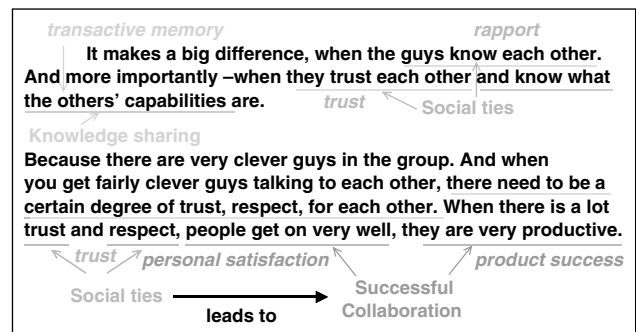 transactive memory rapport
It makes a big difference, when the guys know each other.
And more importantly –when they trust each other and know what
the others' capabilities are.
trust Social ties
Knowledge sharing
Because there are very clever guys in the group. And when
you get fairly clever guys talking to each other, there need to be a
certain degree of trust, respect, for each other. When there is a lot
trust and respect, people get on very well, they are very productive.
trust personal satisfaction product success
Social ties Successful
Collaboration
leads to